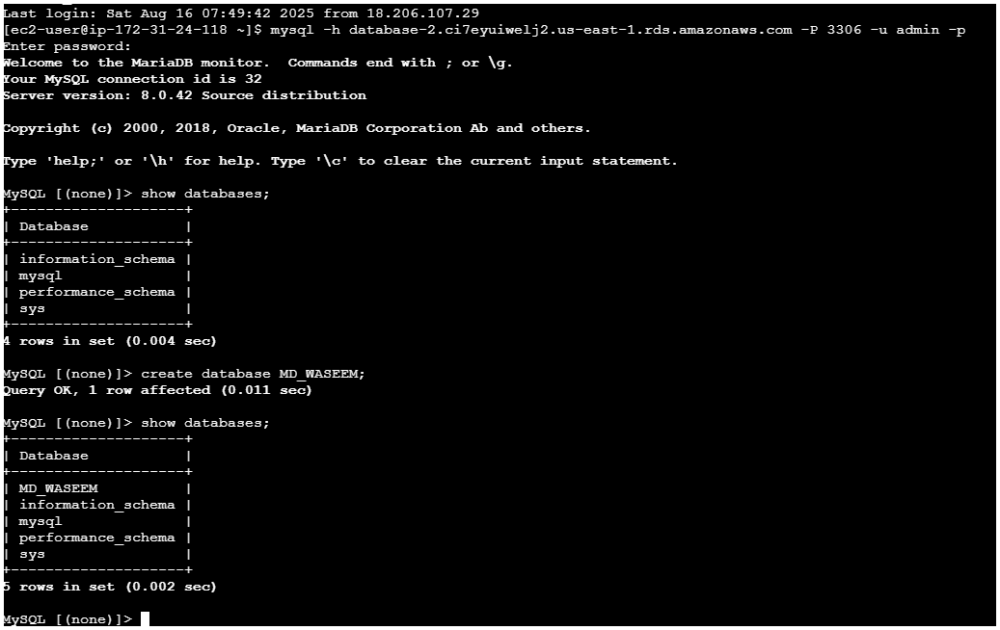 Last login: Sat Aug 16 07:49:42 2025 from 18.206.107.29
[ec2-user@ip-172-31-24-118 ~]$ mysql -h database-2.ci7eyuiwelj2.us-east-1.rds.amazonaws.com -P 3306 -u admin -p
Enter password:
Welcome to the MariaDB monitor.  Commands end with ; or \g.
Your MySQL connection id is 32
Server version: 8.0.42 Source distribution

Copyright (c) 2000, 2018, Oracle, MariaDB Corporation Ab and others.

Type 'help;' or '\h' for help. Type '\c' to clear the current input statement.

MySQL [(none)]> show databases;
+--------------------+
| Database           |
+--------------------+
| information_schema |
| mysql              |
| performance_schema |
| sys                |
+--------------------+
4 rows in set (0.004 sec)

MySQL [(none)]> create database MD_WASEEM;
Query OK, 1 row affected (0.011 sec)

MySQL [(none)]> show databases;
+--------------------+
| Database           |
+--------------------+
| MD_WASEEM          |
| information_schema |
| mysql              |
| performance_schema |
| sys                |
+--------------------+
5 rows in set (0.002 sec)

MySQL [(none)]>